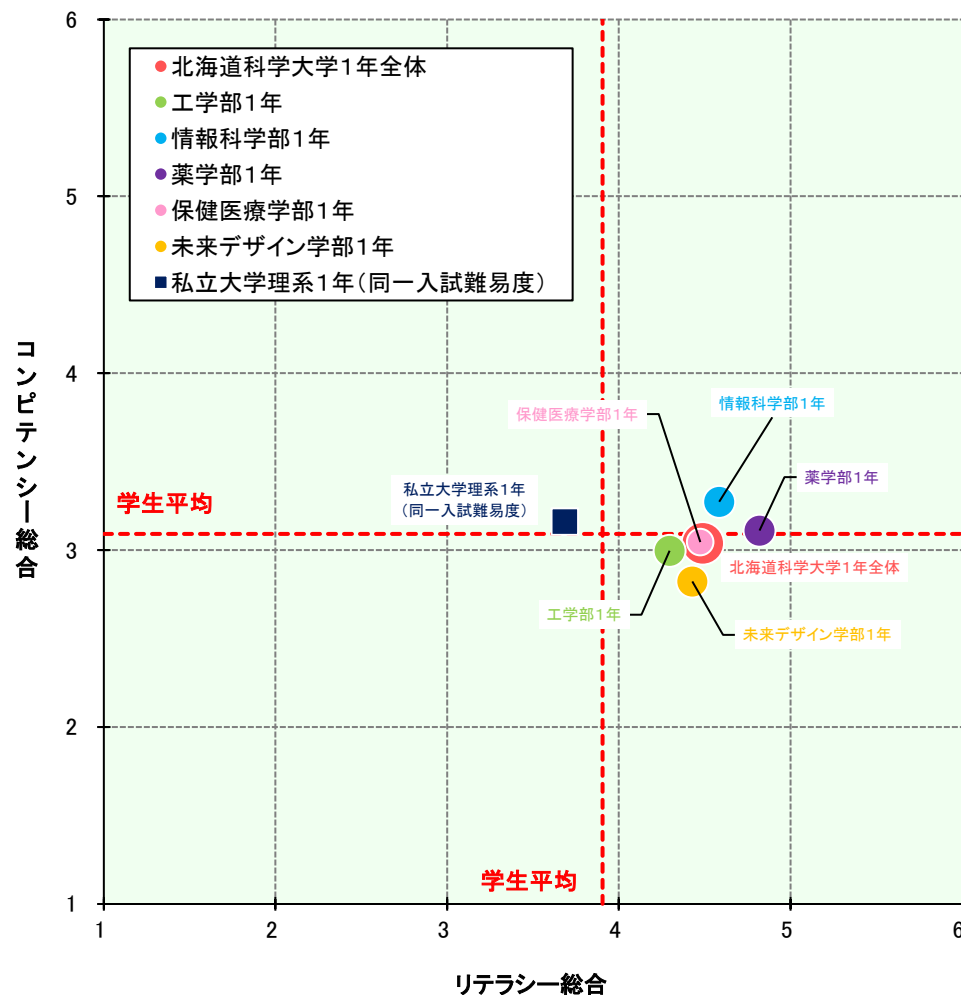 6
5
4
3
2
1
コンピテンシー総合
●北海道科学大学1年全体
●工学部1年
●情報科学部1年
●薬学部1年
●保健医療学部1年
●未来デザイン学部1年
■私立大学理系1年(同一入試難易度)
情報科学部1年
保健医療学部1年
薬学部1年
私立大学理系1年
(同一入試難易度)
学生平均
北海道科学大学1年全体
工学部1年
未来デザイン学部1年
学生平均
1
2
3
4
5
6
リテラシー総合